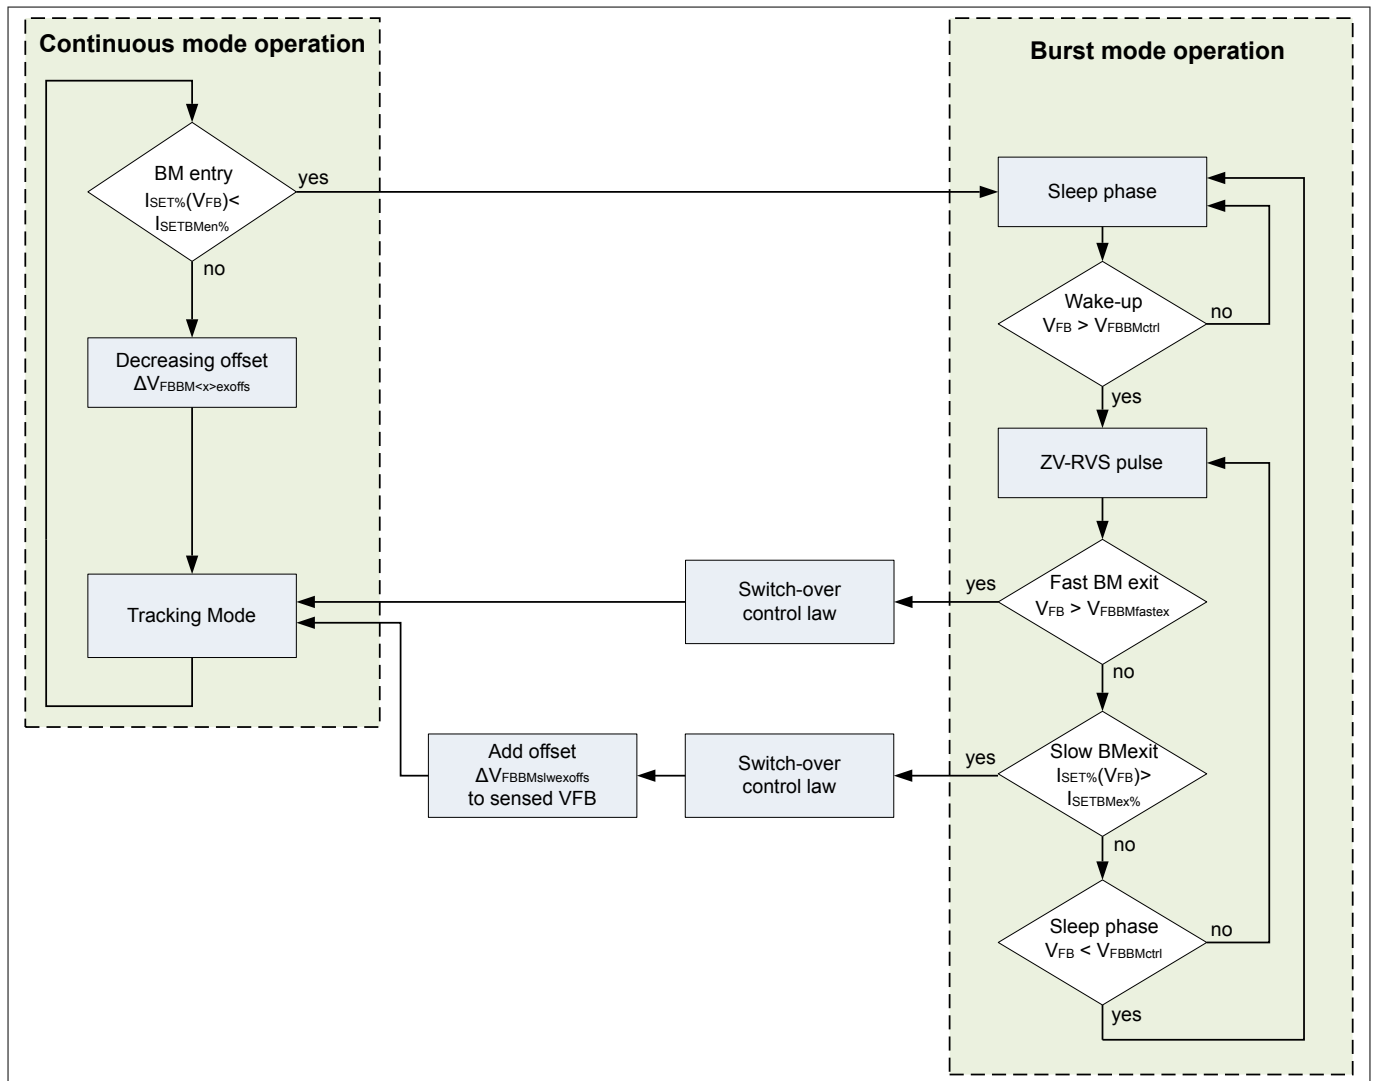 Continuous mode operation
BM entry
ISET%(VFB)<
ISETBMen%
yes
no
Decreasing offset
ΔVFBBM<x>exoffs
Tracking Mode
Switch-over
control law
Add offset
ΔVFBBMslwexoffs
to sensed VFB
Switch-over
control law
Burst mode operation
Sleep phase
Wake-up
VFB > VFBBMctrl
no
yes
ZV-RVS pulse
Fast BM exit
VFB > VFBBMfastex
yes
no
Slow BMexit
ISET%(VFB)>
ISETBMex%
yes
no
Sleep phase
VFB < VFBBMctrl
no
yes